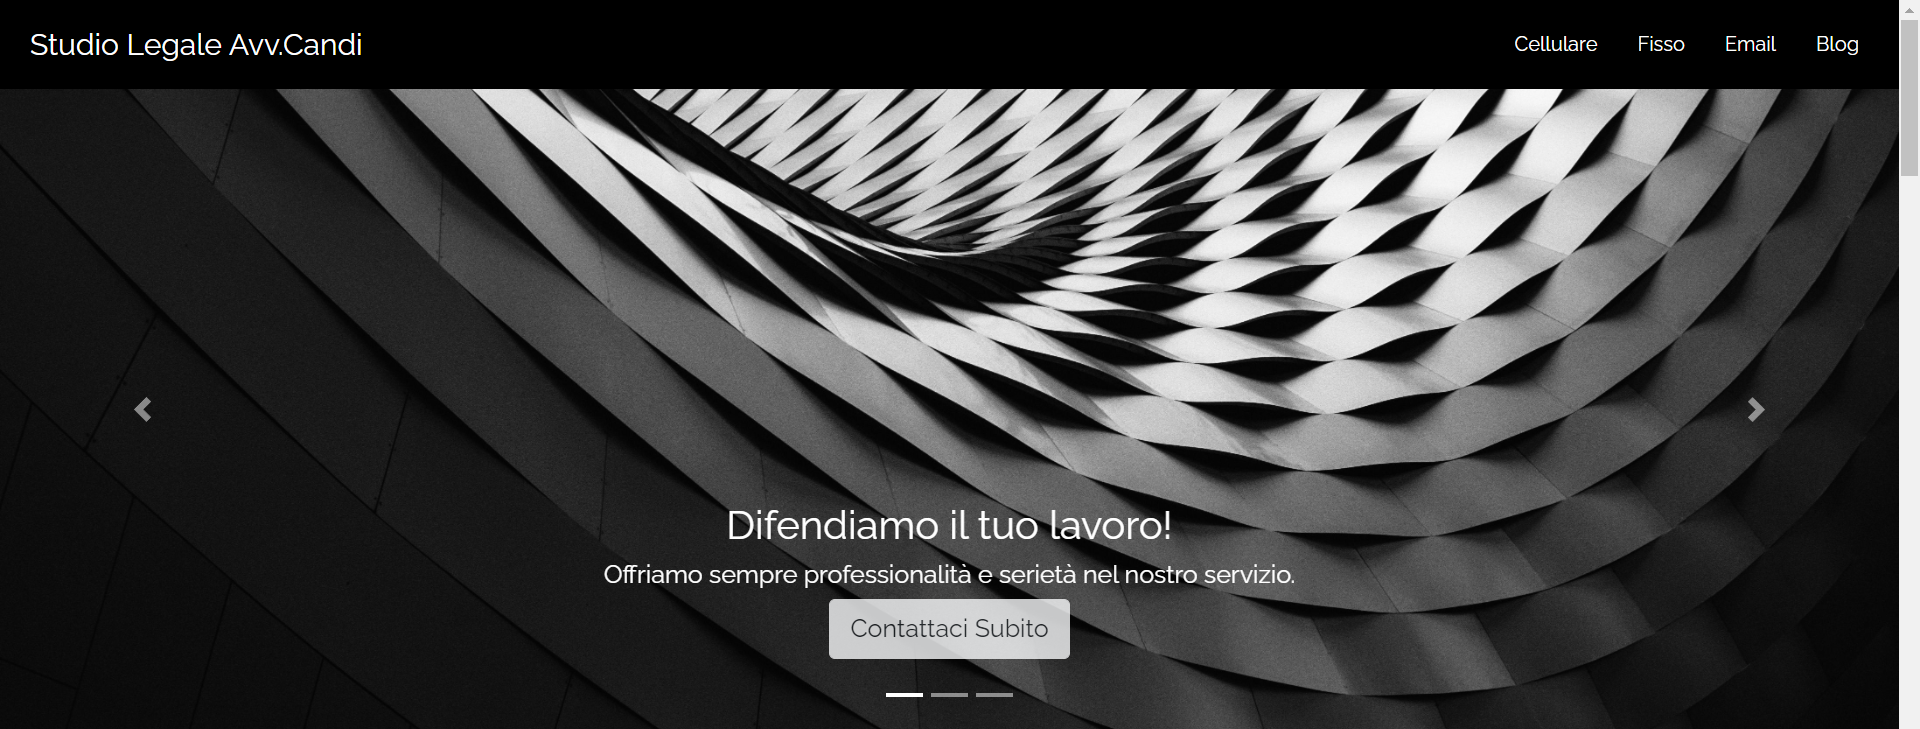 Studio Legale Avv.Candi
Cellulare Fisso Email Blog
Difendiamo il tuo lavoro!
Offriamo sempre professionalità e serietà nel nostro servizio.
Contattaci Subito